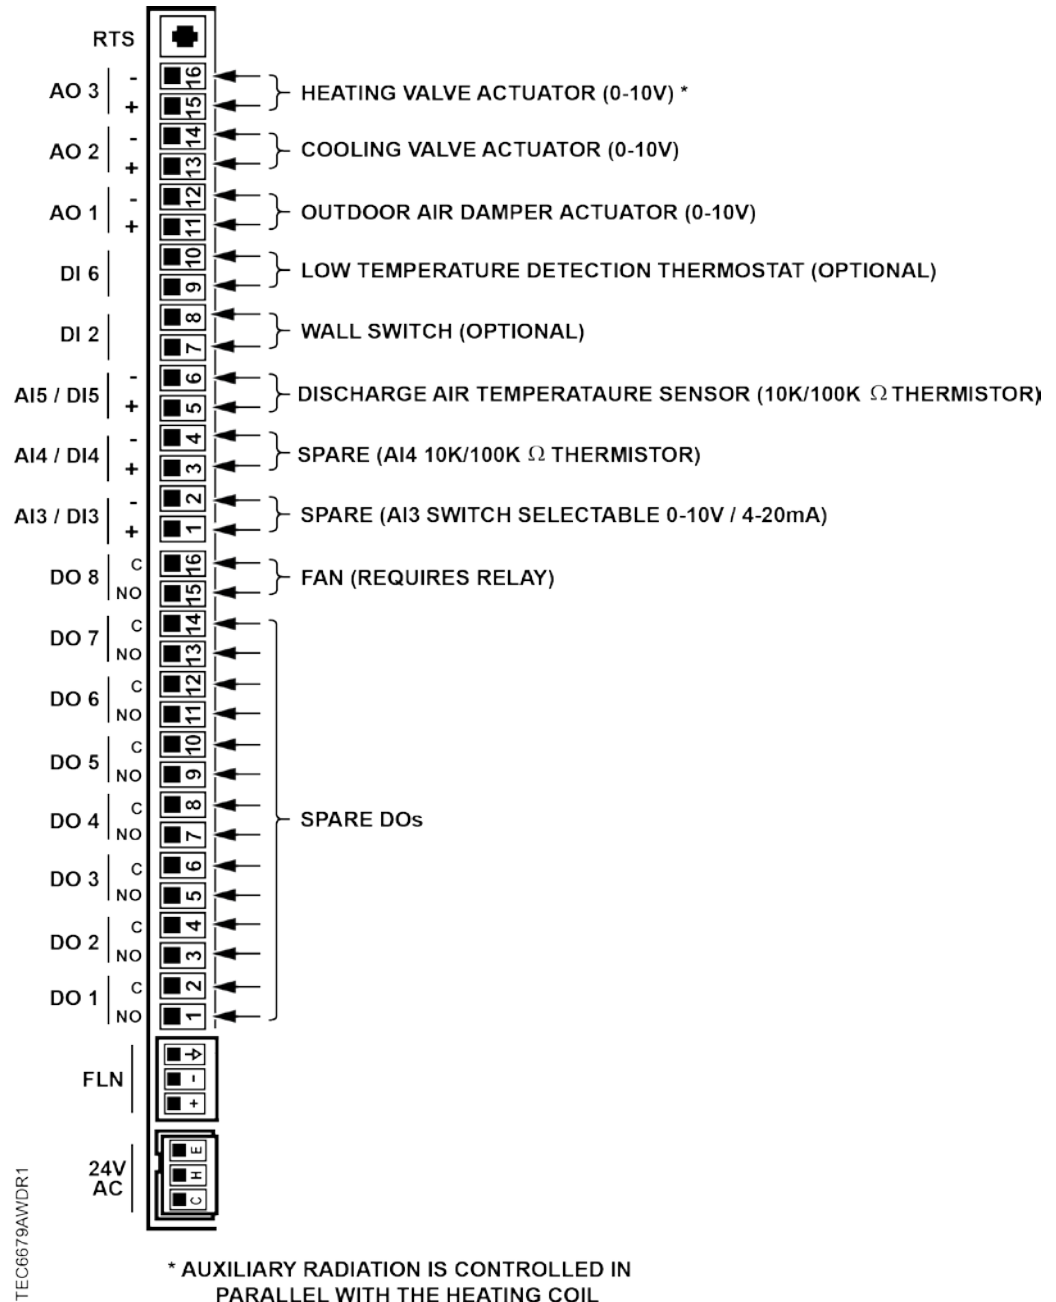 RTS
AO 3 - 16 HEATING VALVE ACTUATOR (0-10V) *
+ 15
AO 2 - 14 COOLING VALVE ACTUATOR (0-10V)
+ 13
AO 1 - 12 OUTDOOR AIR DAMPER ACTUATOR (0-10V)
+ 11
DI 6 10 LOW TEMPERATURE DETECTION THERMOSTAT (OPTIONAL)
9
DI 2 8 WALL SWITCH (OPTIONAL)
7
AI5 / DI5 - 6 DISCHARGE AIR TEMPERATAURE SENSOR (10K/100K Ω THERMISTOR)
+ 5
AI4 / DI4 - 4 SPARE (AI4 10K/100K Ω THERMISTOR)
+ 3
AI3 / DI3 - 2 SPARE (AI3 SWITCH SELECTABLE 0-10V / 4-20mA)
+ 1
DO 8 C 16 FAN (REQUIRES RELAY)
NO 15
DO 7 C 14
NO 13
DO 6 C 12
NO 11
DO 5 C 10
NO 9
DO 4 C 8 SPARE DOs
NO 7
DO 3 C 6
NO 5
DO 2 C 4
NO 3
DO 1 C 2
NO 1
FLN -
+
24V AC E
H
C
TEC6679AWDR1
* AUXILIARY RADIATION IS CONTROLLED IN
PARALLEL WITH THE HEATING COIL